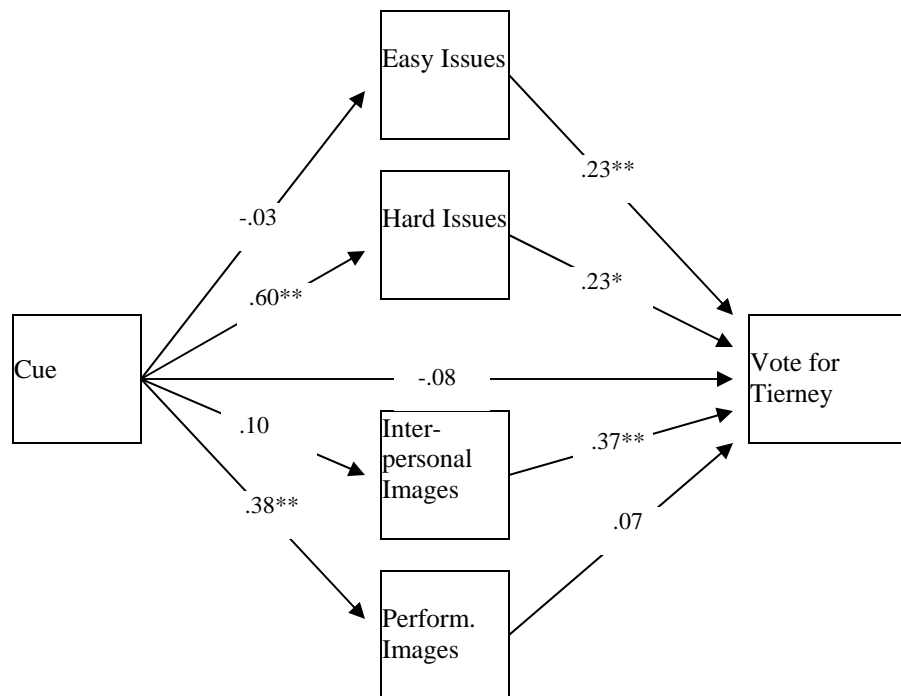 Easy Issues
.23**
-.03
Hard Issues
.60**
.23*
Cue
-.08
Vote for
Tierney
.10
Inter-
personal
Images
.37**
.38**
.07
Perform.
Images